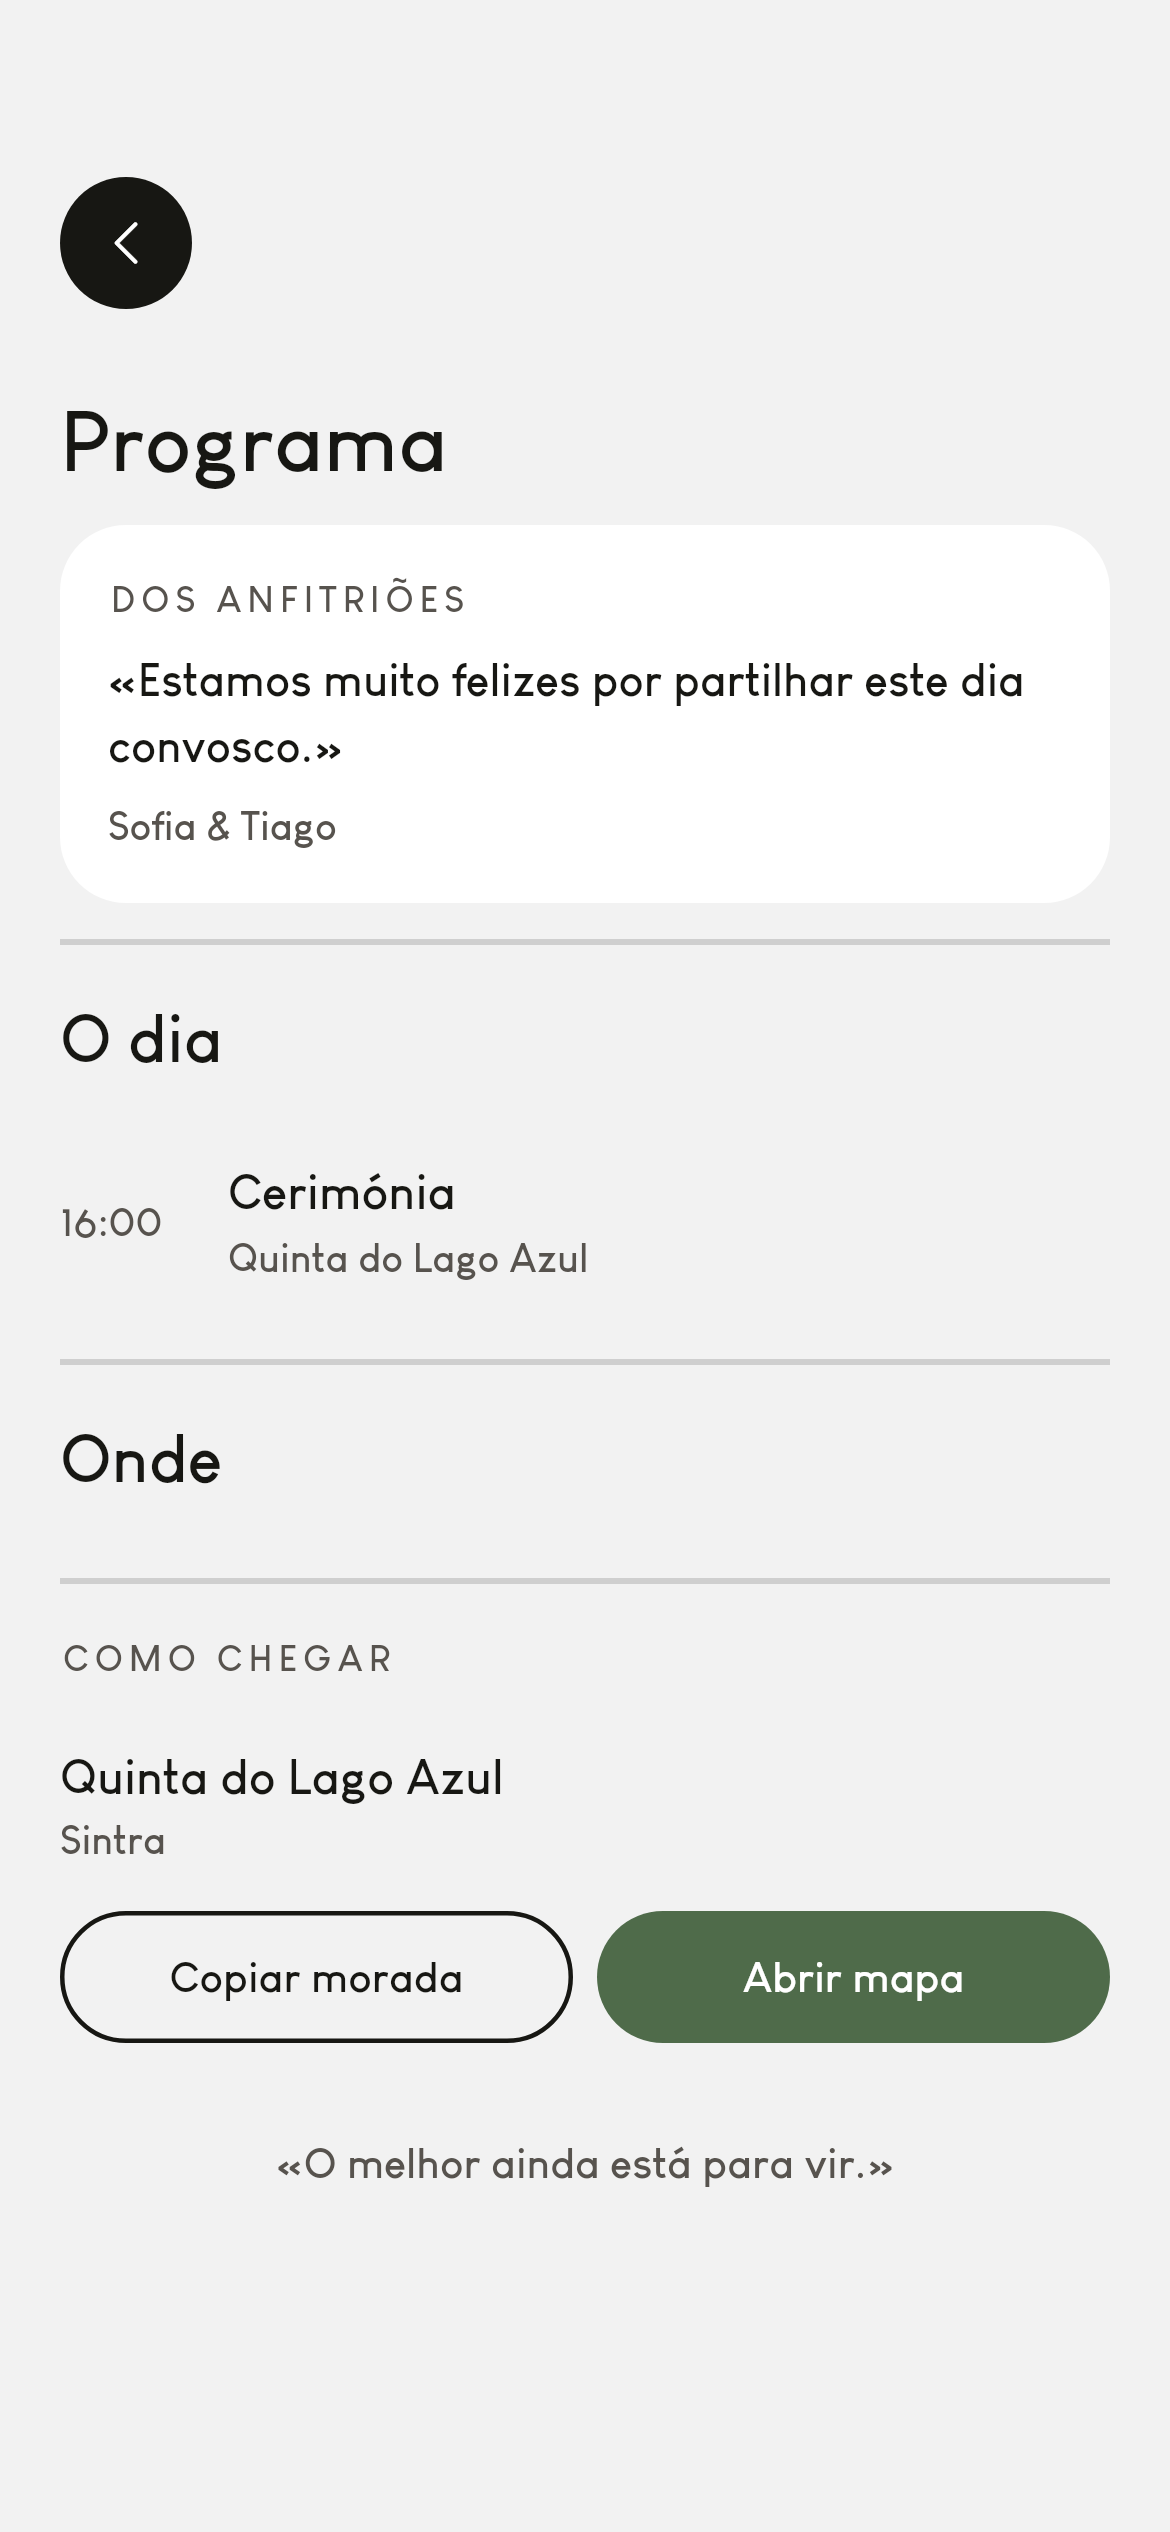 Programa
DOS ANFITRIÕES
«Estamos muito felizes por partilhar este dia
convosco.»
Sofia & Tiago
O dia
16:00
Cerimónia
Quinta do Lago Azul
Onde
COMO CHEGAR
Quinta do Lago Azul
Sintra
Copiar morada
Abrir mapa
«O melhor ainda está para vir.»